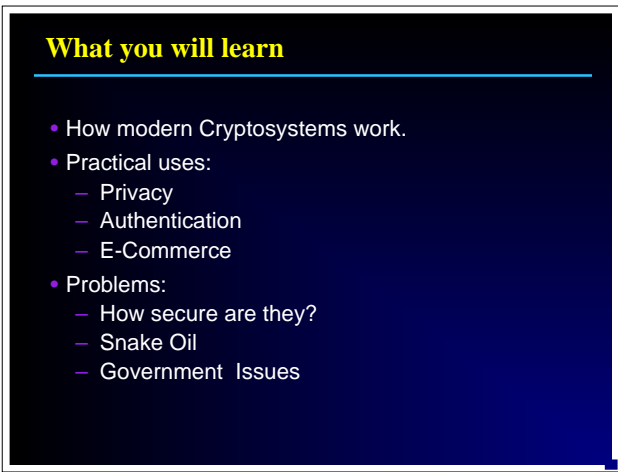 What you will learn
• How modern Cryptosystems work.
• Practical uses:
– Privacy
– Authentication
– E-Commerce
• Problems:
– How secure are they?
– Snake Oil
– Government  Issues